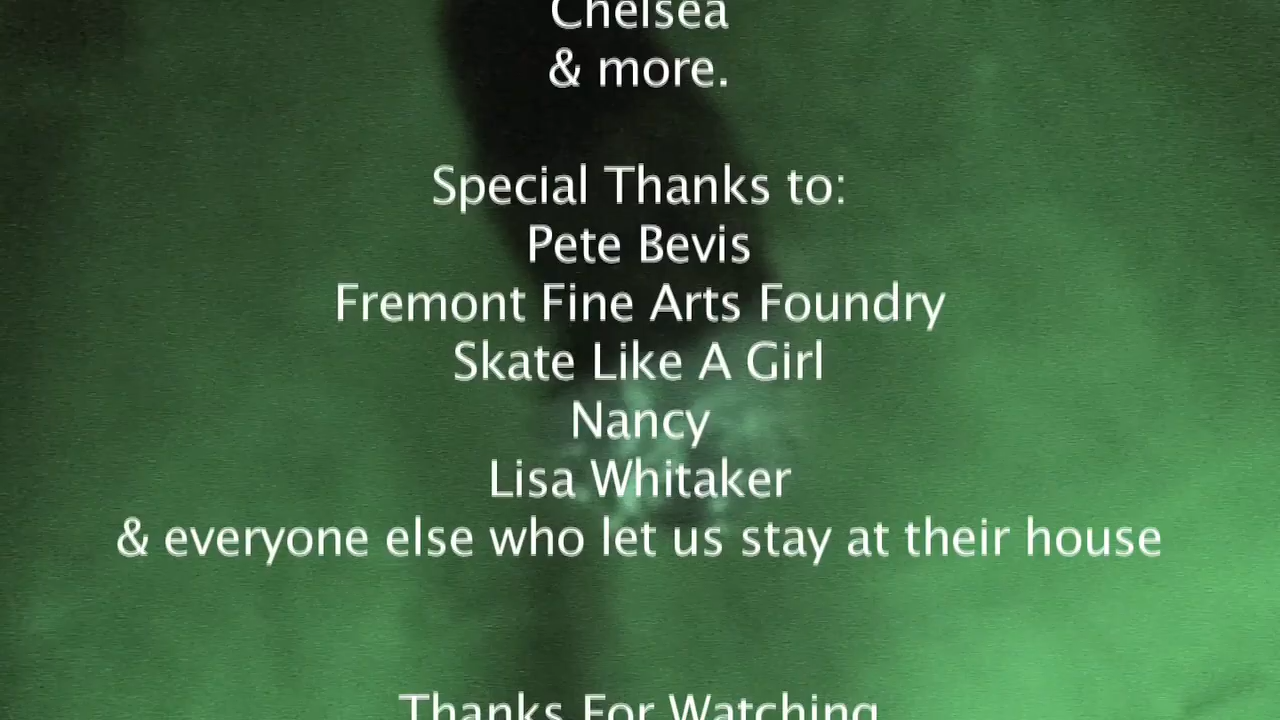 Chelsea
& more.
Special Thanks to:
Pete Bevis
Fremont Fine Arts Foundry
Skate Like A Girl
Nancy
Lisa Whitaker
& everyone else who let us stay at their house
Thanks For Watching